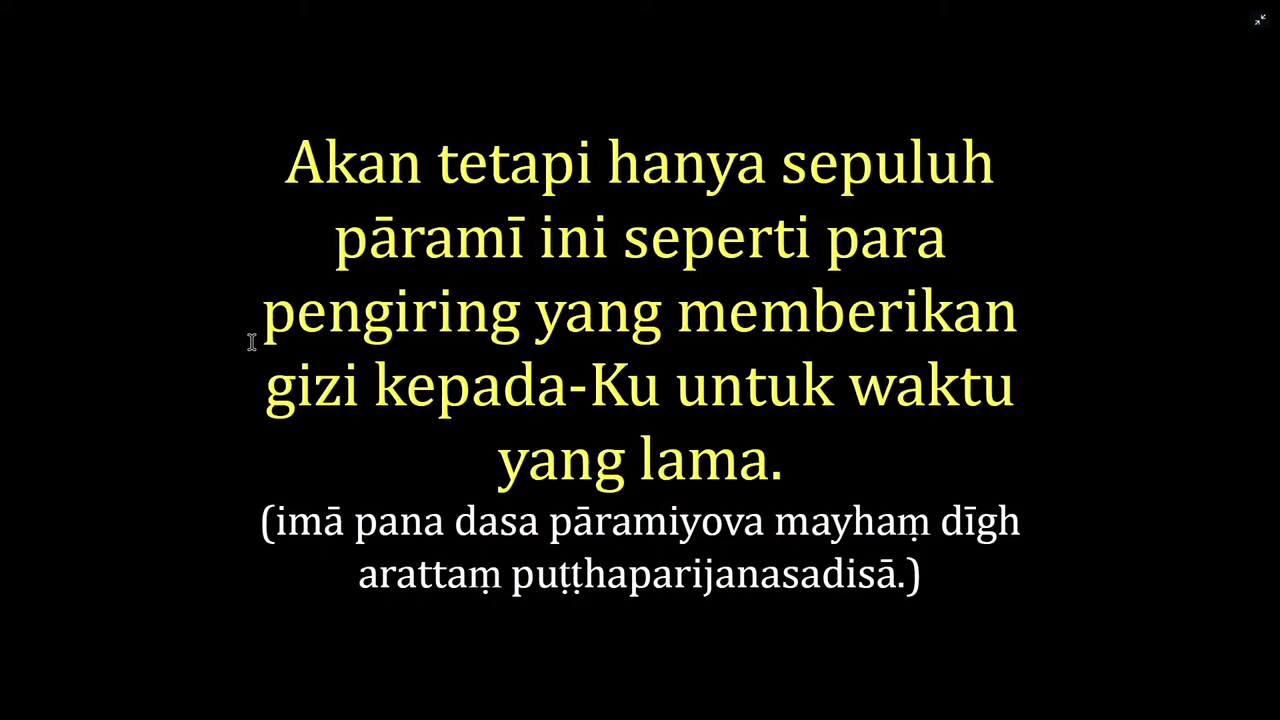 Akan tetapi hanya sepuluh
pāramī ini seperti para
pengiring yang memberikan
gizi kepada-Ku untuk waktu
yang lama.
(imā pana dasa pāramiyova mayhaṃ dīgh
arattaṃ puṭṭhaparijanasadisā.)